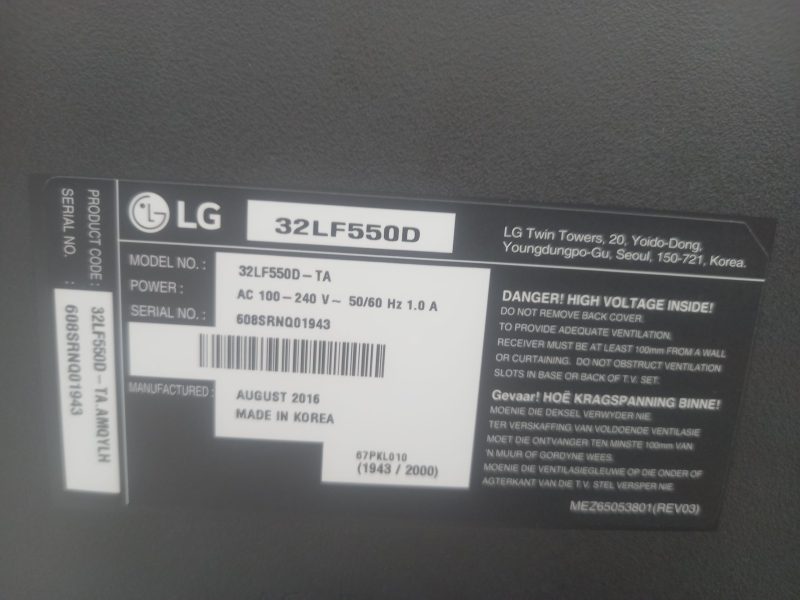 PRODUCT CODE : 32LF550D-TA.AMQYLH
SERIAL NO. : 608SRNQ01943
LG
32LF550D
LG Twin Towers, 20, Yoido-Dong,
Youngdungpo-Gu, Seoul, 150-721, Korea.
MODEL NO. : 32LF550D-TA
POWER : AC 100-240 V~ 50/60 Hz 1.0 A
SERIAL NO. : 608SRNQ01943
MANUFACTURED : AUGUST 2016
MADE IN KOREA
67PKL010
(1943 / 2000)
DANGER! HIGH VOLTAGE INSIDE!
DO NOT REMOVE BACK COVER.
TO PROVIDE ADEQUATE VENTILATION,
RECEIVER MUST BE AT LEAST 100mm FROM A WALL
OR CURTAINING. DO NOT OBSTRUCT VENTILATION
SLOTS IN BASE OR BACK OF T.V. SET.
Gevaar! HOË KRAGSPANNING BINNE!
MOENIE DIE DEKSEL VERWYDER NIE.
TER VERSKAFFING VAN VOLDOENDE VENTILASIE
MOET DIE ONTVANGER TEN MINSTE 100mm VAN
'N MUUR OF GORDYNE WEES.
MOENIE DIE VENTILASIEGLEUWE OP DIE ONDER OF
AGTERKANT VAN DIE T.V. STEL VERSPER NIE.
MEZ65053801(REV03)